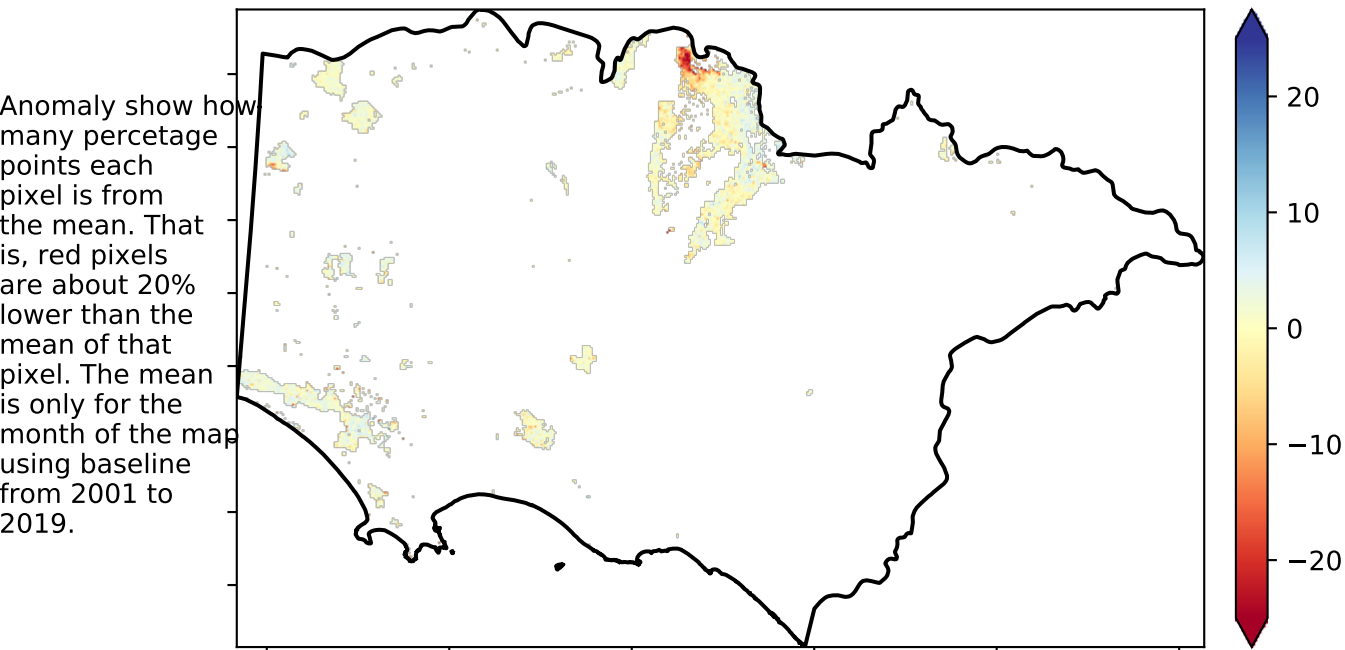 Anomaly show how
many percetage
points each
pixel is from
the mean. That
is, red pixels
are about 20%
lower than the
mean of that
pixel. The mean
is only for the
month of the map
using baseline
from 2001 to
2019.
20
10
0
−10
−20